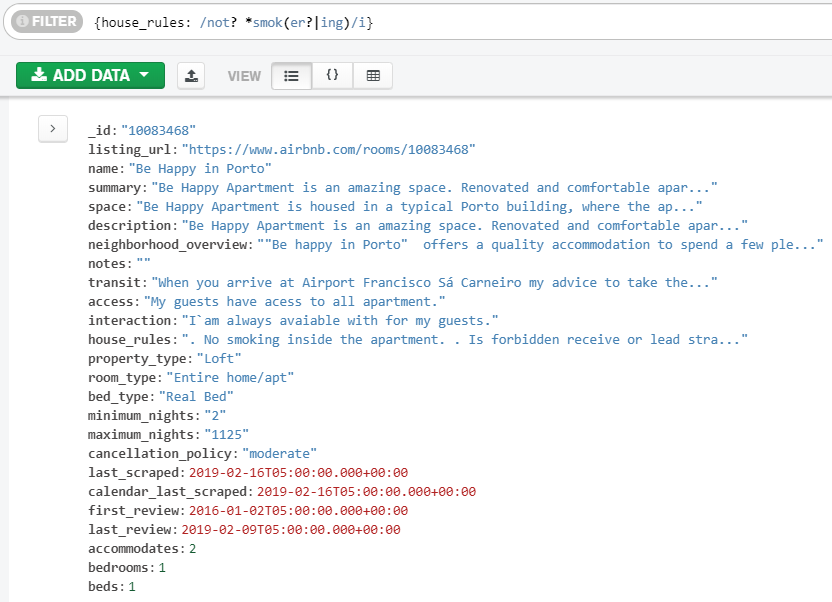 FILTER {house_rules: /not? *smok(er?|ing)/i}
ADD DATA VIEW { }
_id: "10083468"
listing_url: "https://www.airbnb.com/rooms/10083468"
name: "Be Happy in Porto"
summary: "Be Happy Apartment is an amazing space. Renovated and comfortable apar..."
space: "Be Happy Apartment is housed in a typical Porto building, where the ap..."
description: "Be Happy Apartment is an amazing space. Renovated and comfortable apar..."
neighborhood_overview: ""Be happy in Porto"  offers a quality accommodation to spend a few ple..."
notes: ""
transit: "When you arrive at Airport Francisco Sá Carneiro my advice to take the..."
access: "My guests have acess to all apartment."
interaction: "I`am always avaiable with for my guests."
house_rules: ". No smoking inside the apartment. . Is forbidden receive or lead stra..."
property_type: "Loft"
room_type: "Entire home/apt"
bed_type: "Real Bed"
minimum_nights: "2"
maximum_nights: "1125"
cancellation_policy: "moderate"
last_scraped: 2019-02-16T05:00:00.000+00:00
calendar_last_scraped: 2019-02-16T05:00:00.000+00:00
first_review: 2016-01-02T05:00:00.000+00:00
last_review: 2019-02-09T05:00:00.000+00:00
accommodates: 2
bedrooms: 1
beds: 1